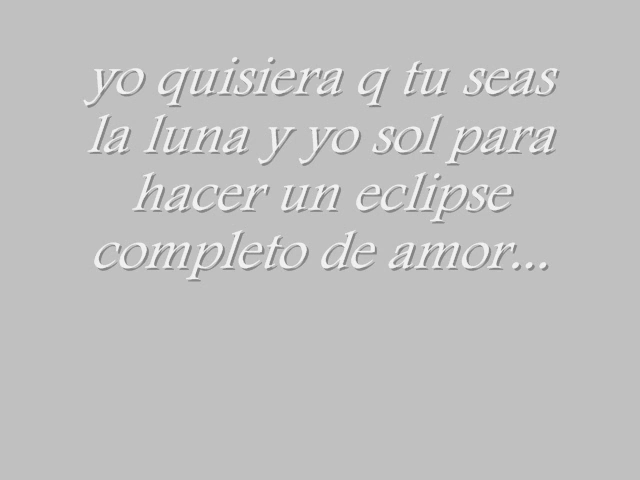 yo quisiera q tu seas
la luna y yo sol para
hacer un eclipse
completo de amor...